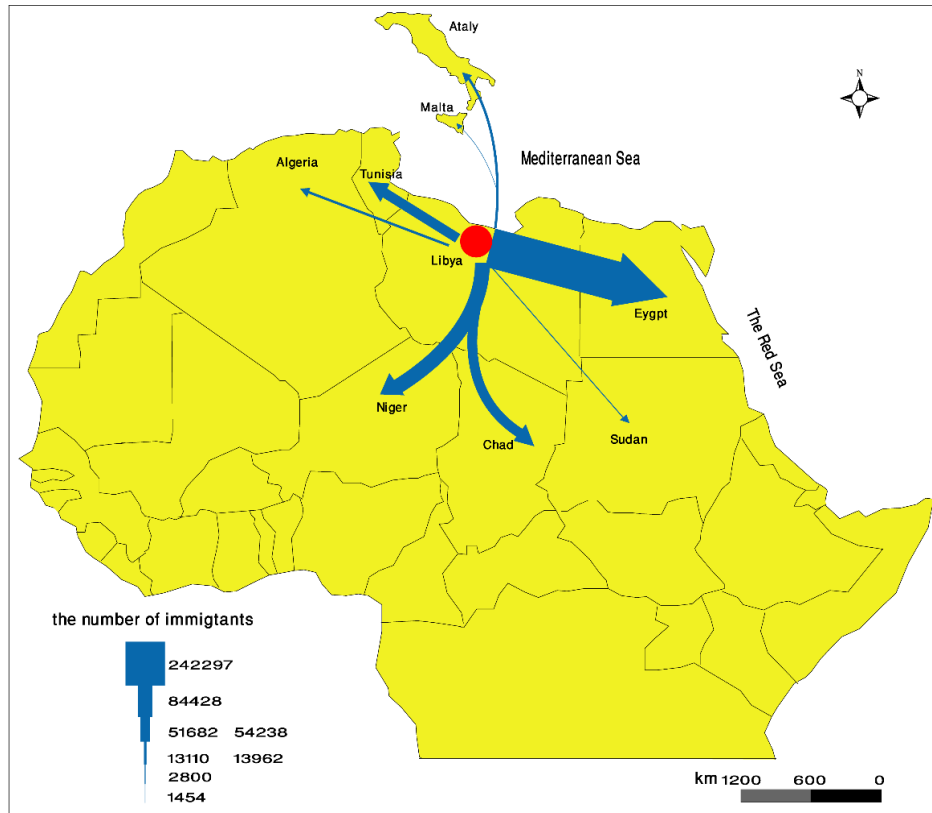 Ataly
N
Malta
Mediterranean Sea
Algeria
Tunisia
Libya
Eygpt
The Red Sea
Niger
Chad
Sudan
the number of immigtants
242297
84428
51682 54238
13110 13962
2800
1454
km 1200 600 0